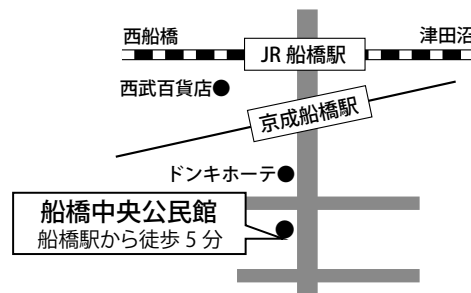 西船橋
津田沼
JR 船橋駅
西武百貨店
京成船橋駅
ドンキホーテ
船橋中央公民館
船橋駅から徒歩 5 分